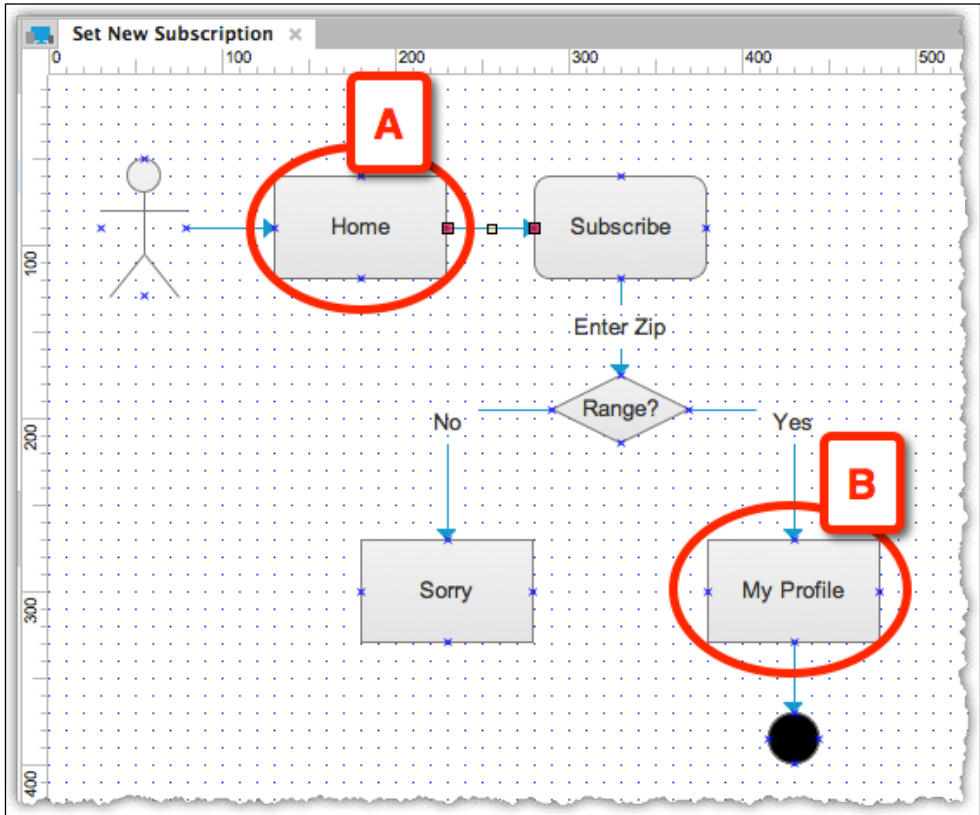 Set New Subscription ×
0 100 200 300 400 500
A
Home
Subscribe
100
Enter Zip
Range?
No
Yes
200
B
Sorry
My Profile
300
400